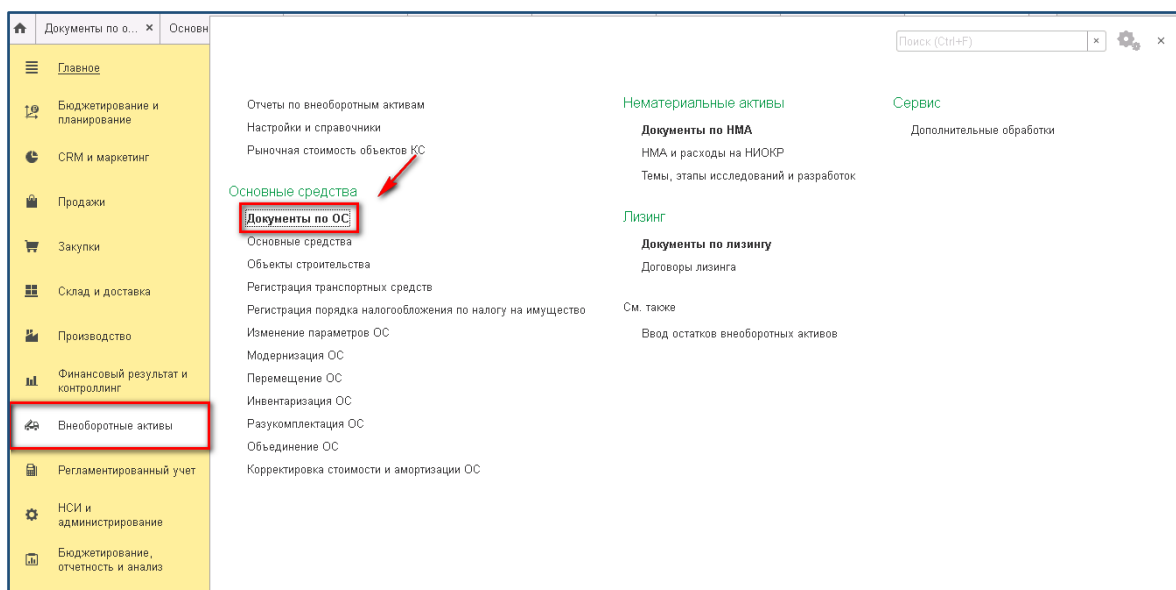 Документы по о... ×
Основн
Поиск (Ctrl+F) × ×
Главное
Бюджетирование и
планирование
CRM и маркетинг
Продажи
Закупки
Склад и доставка
Производство
Финансовый результат и
контроллинг
Внеоборотные активы
Регламентированный учет
НСИ и
администрирование
Бюджетирование,
отчетность и анализ
Отчеты по внеоборотным активам
Настройки и справочники
Рыночная стоимость объектов КС
Основные средства
Документы по ОС
Основные средства
Объекты строительства
Регистрация транспортных средств
Регистрация порядка налогообложения по налогу на имущество
Изменение параметров ОС
Модернизация ОС
Перемещение ОС
Инвентаризация ОС
Разукомплектация ОС
Объединение ОС
Корректировка стоимости и амортизации ОС
Нематериальные активы
Документы по НМА
НМА и расходы на НИОКР
Темы, этапы исследований и разработок
Лизинг
Документы по лизингу
Договоры лизинга
См. также
Ввод остатков внеоборотных активов
Сервис
Дополнительные обработки